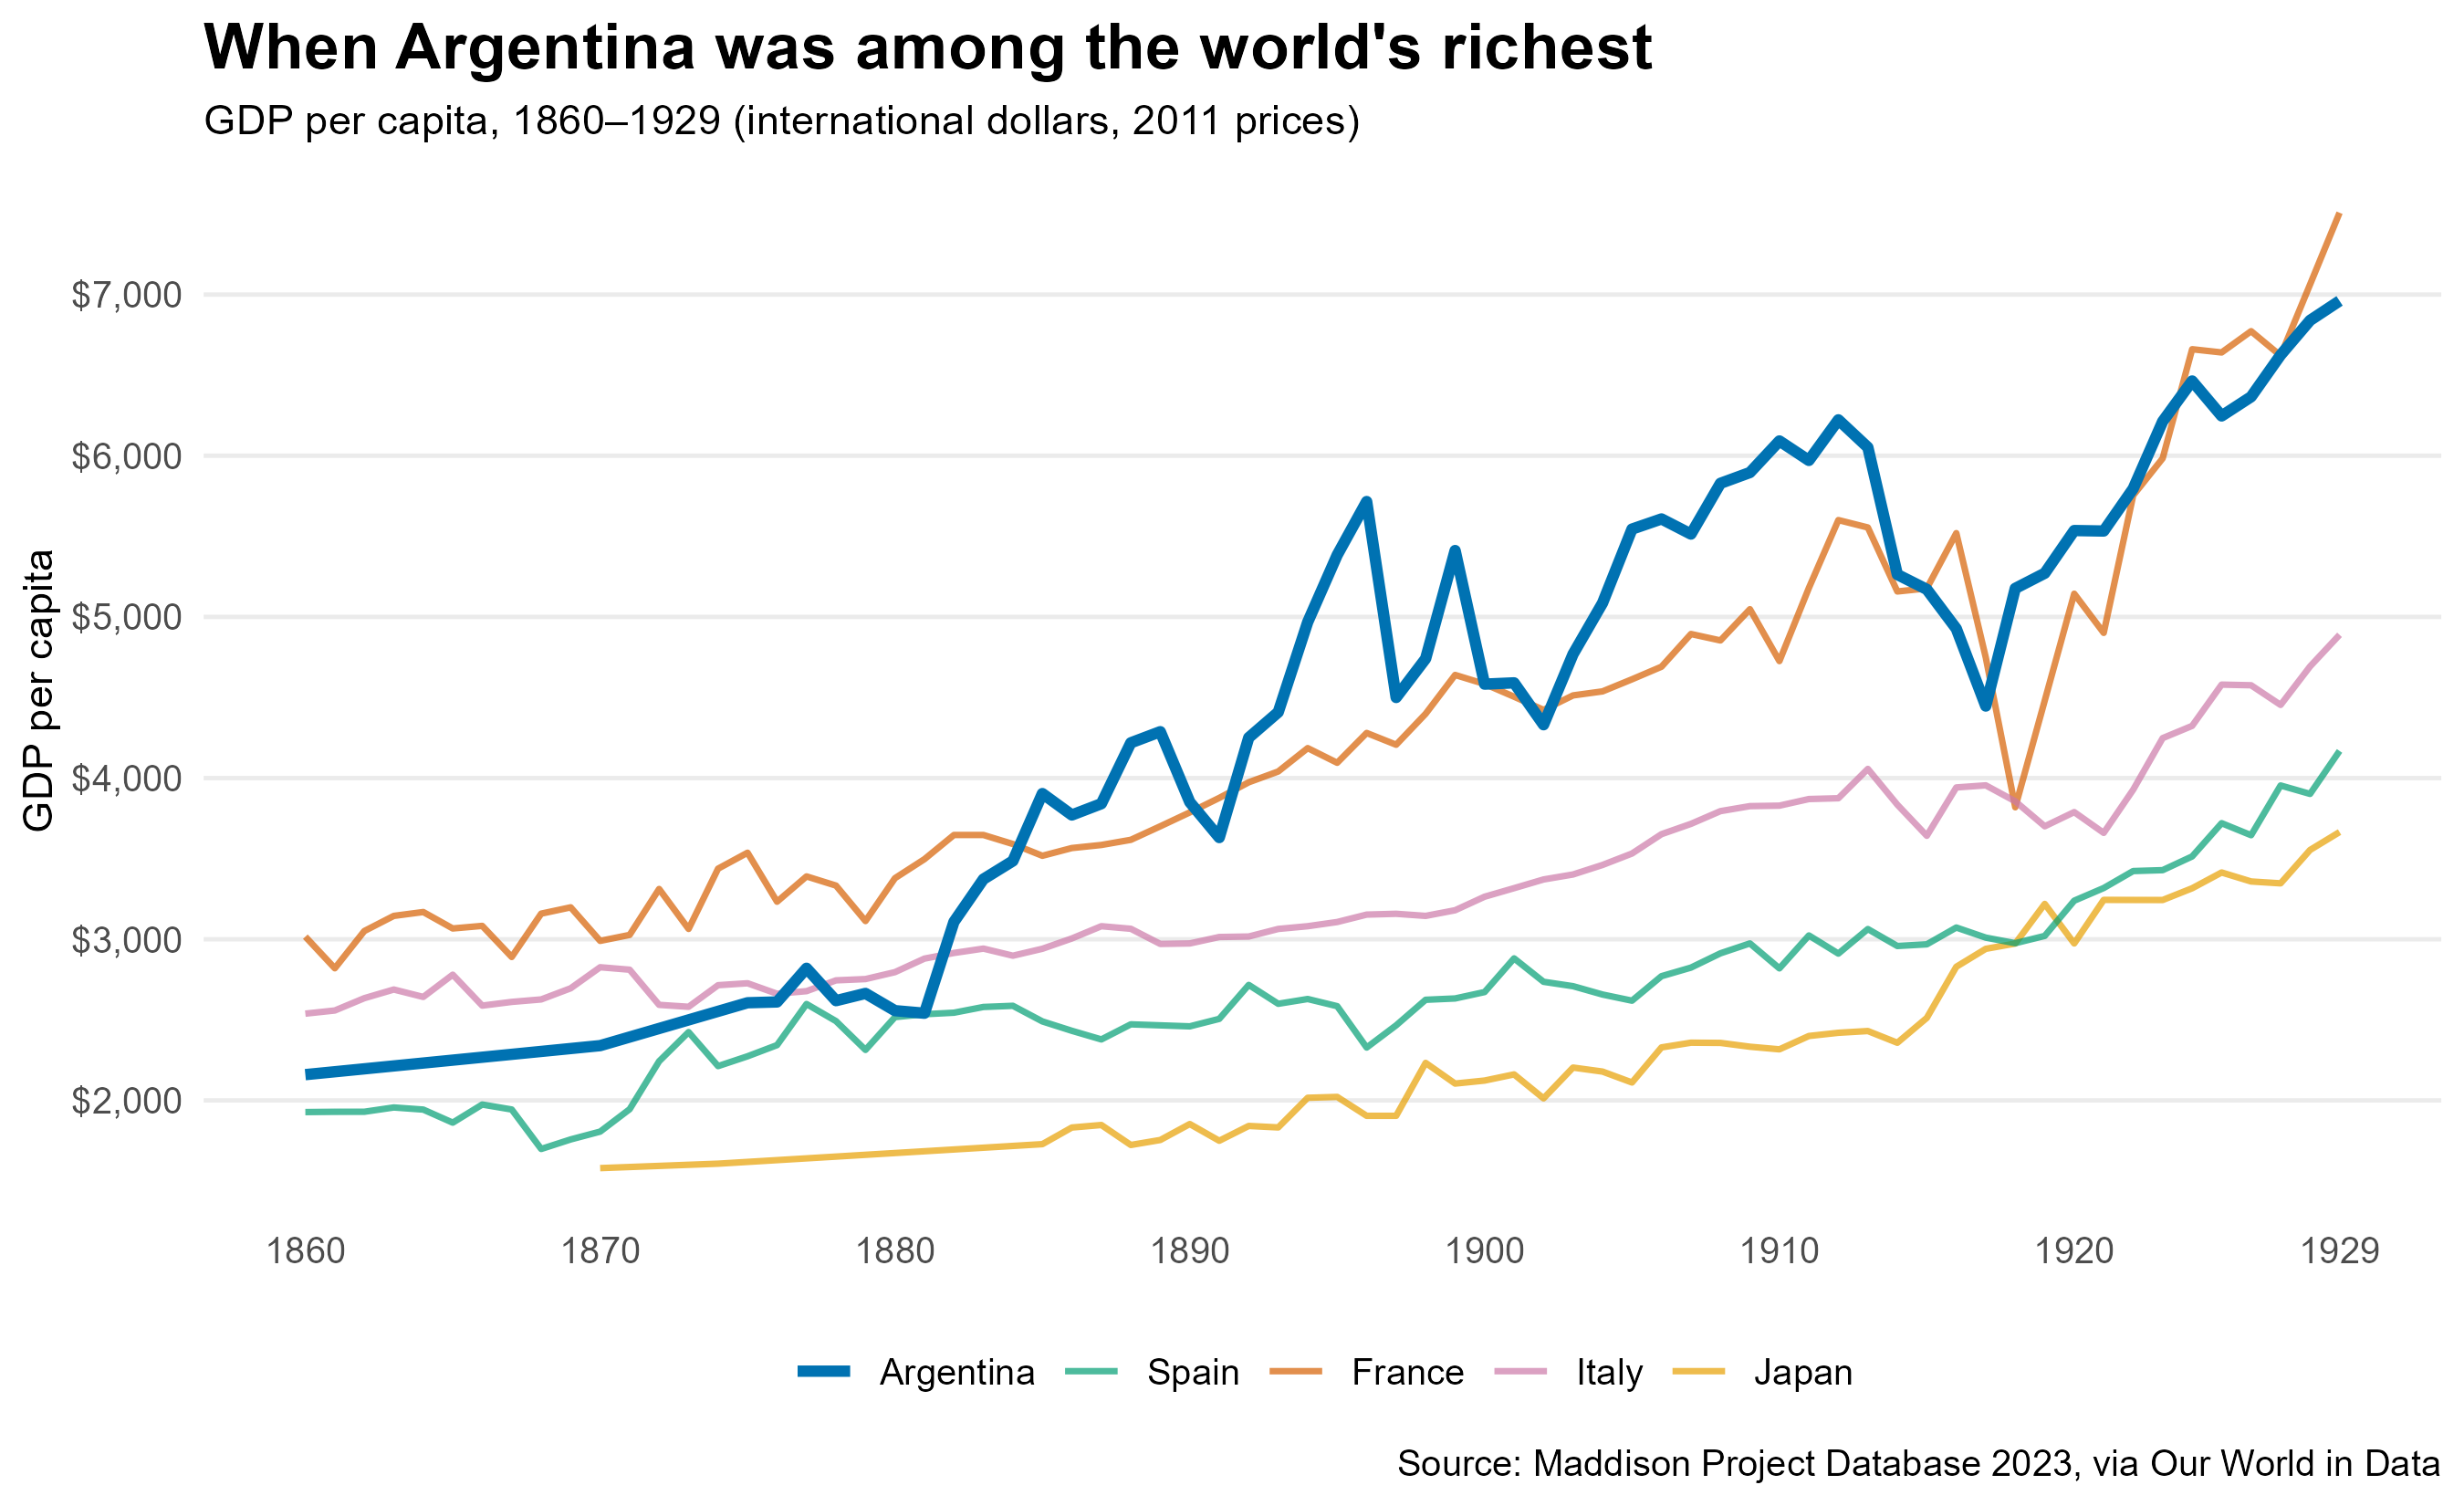 When Argentina was among the world's richest
GDP per capita, 1860–1929 (international dollars, 2011 prices)
GDP per capita
$7,000
$6,000
$5,000
$4,000
$3,000
$2,000
1860 1870 1880 1890 1900 1910 1920 1929
Argentina Spain France Italy Japan
Source: Maddison Project Database 2023, via Our World in Data